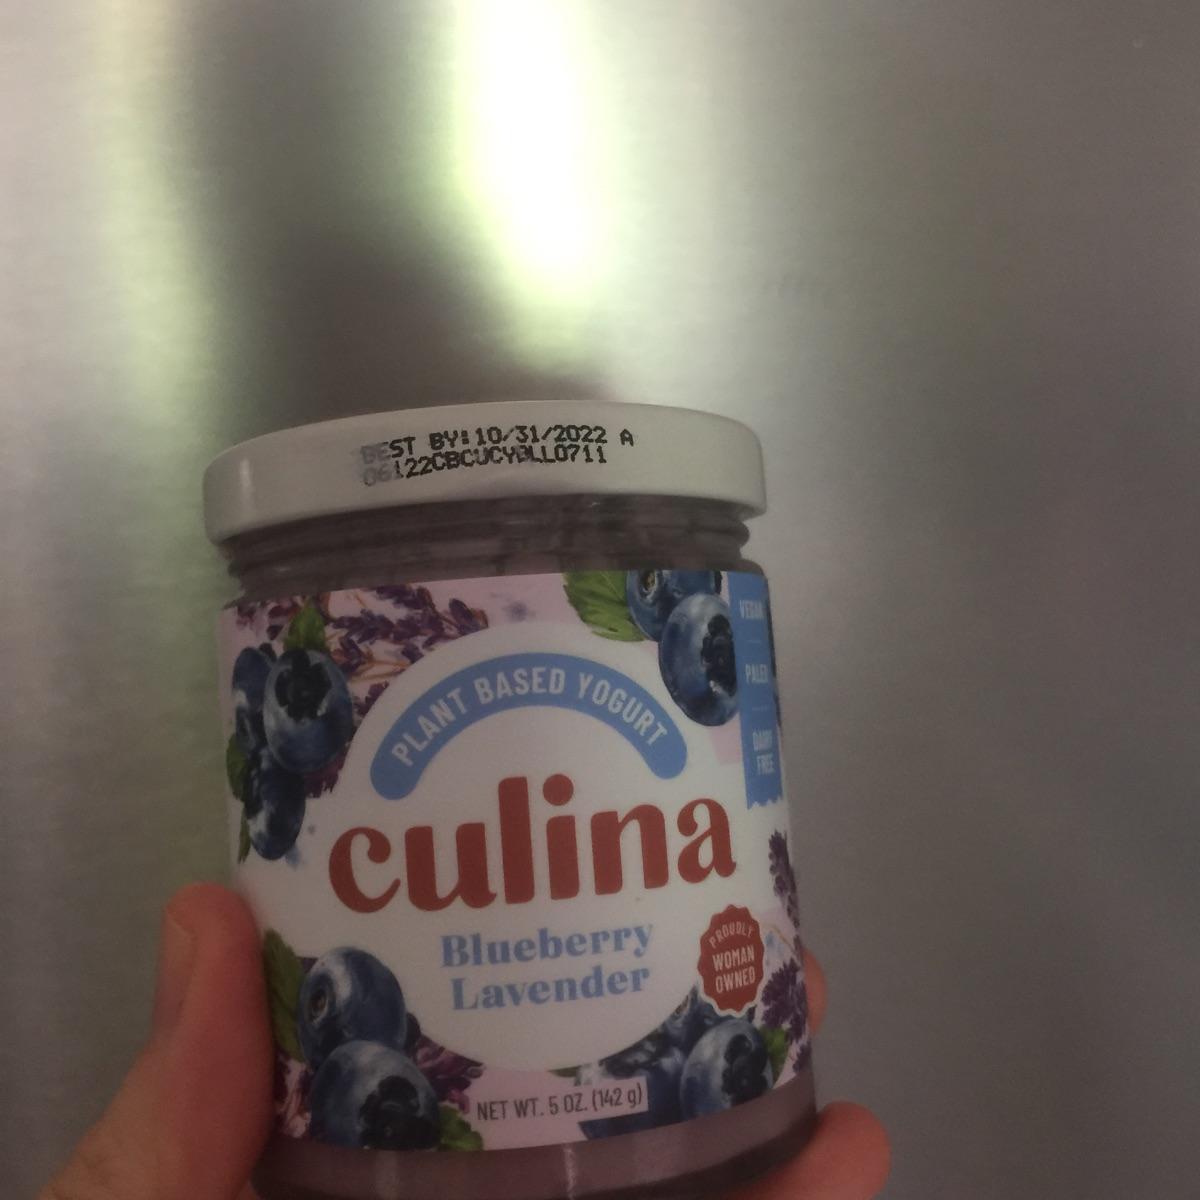 BEST BY:10/31/2022 A
06122CBCUCYBLL0711
PLANT BASED YOGURT
culina
Blueberry
Lavender
VEGAN
PALEO
DAIRY
FREE
PROUDLY
WOMAN
OWNED
NET WT. 5 OZ. (142 g)